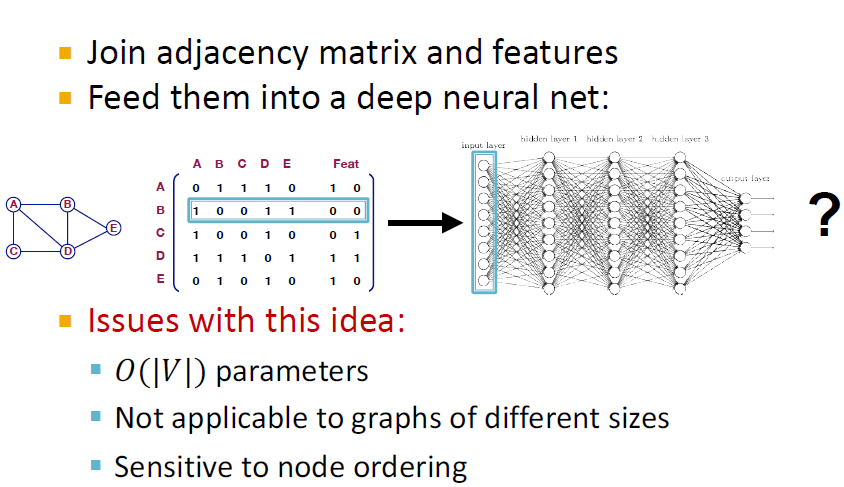 Join adjacency matrix and features
Feed them into a deep neural net:
A B C D E Feat
A 0 1 1 1 0 1 0
B 1 0 0 1 1 0 0
C 1 0 0 1 0 0 1
D 1 1 1 0 1 1 1
E 0 1 0 1 0 1 0
A
B
C
D
E
input layer
hidden layer 1 hidden layer 2 hidden layer 3
output layer
?
Issues with this idea:
O(|V|) parameters
Not applicable to graphs of different sizes
Sensitive to node ordering